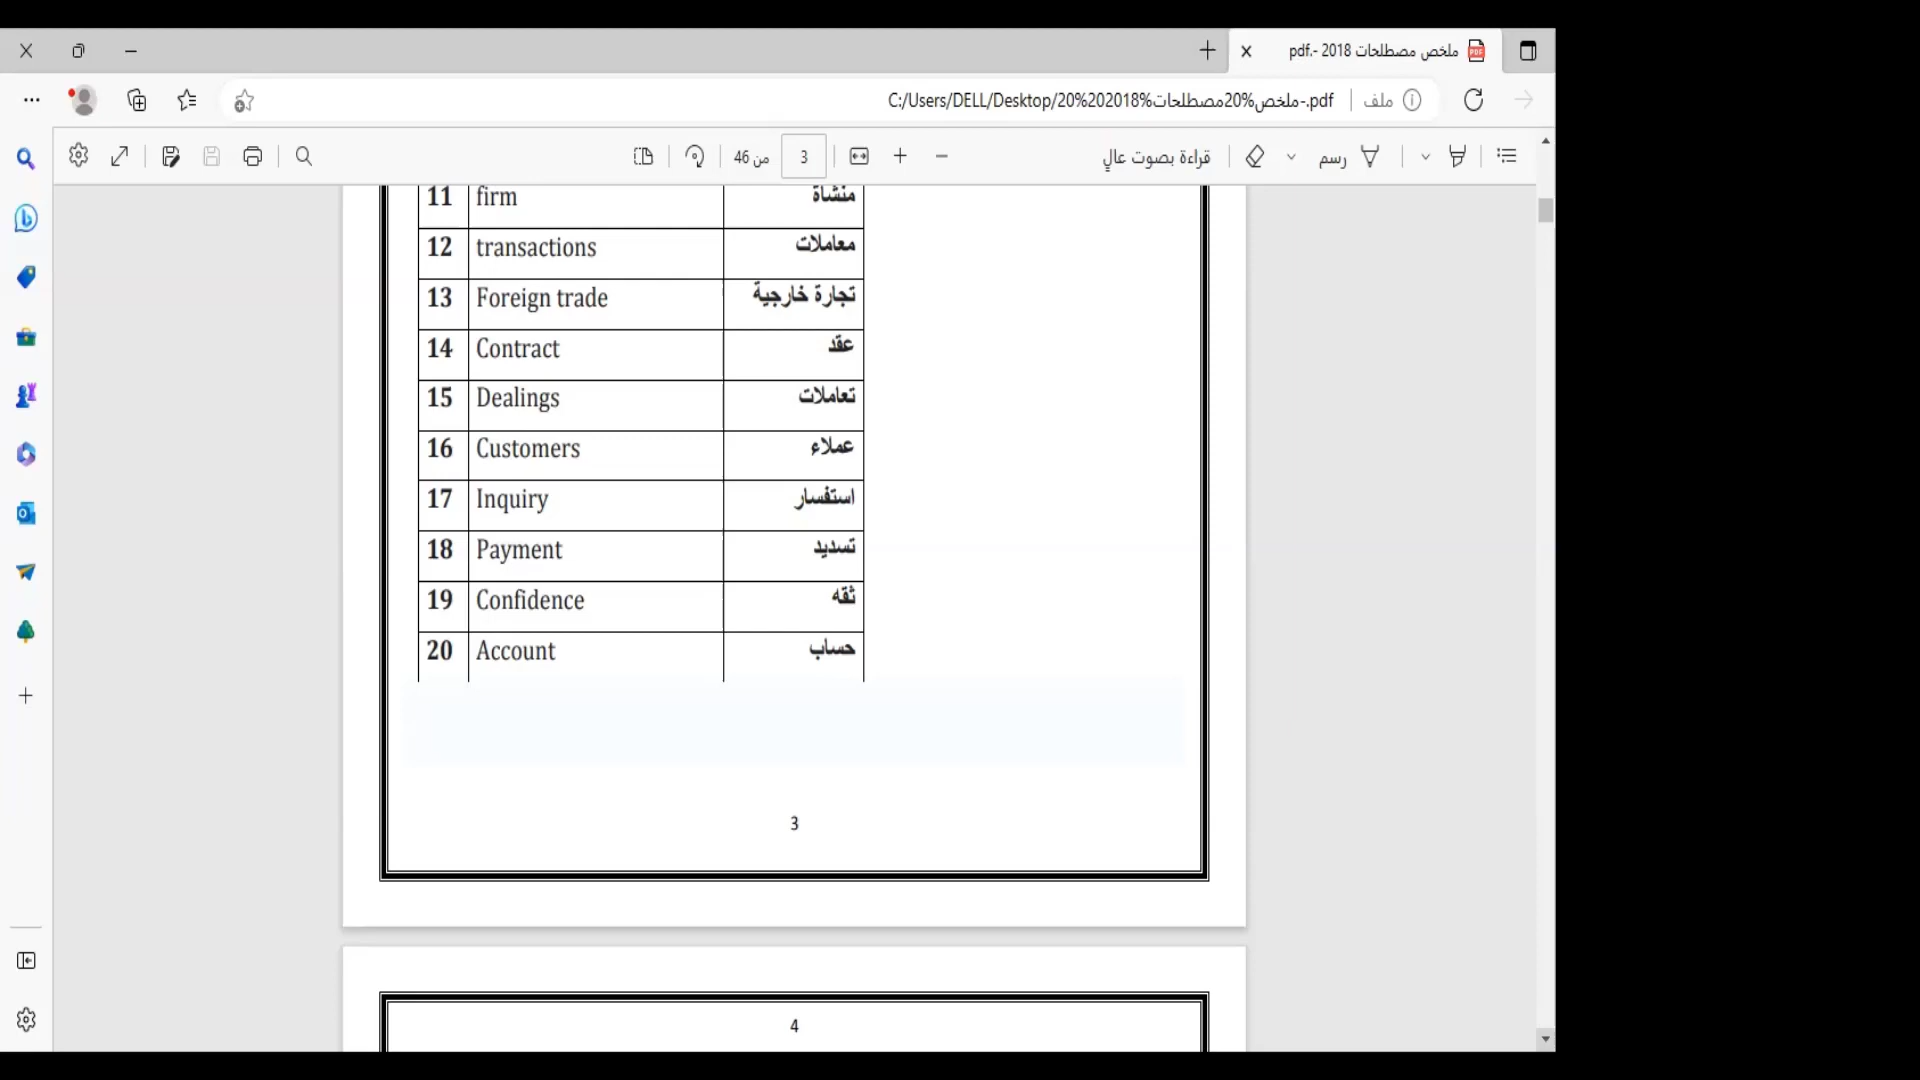 ملخص مصطلحات 2018 -.pdf
C:/Users/DELL/Desktop/20%202018%ملخص%20مصطلحات-.pdf
ملف
قراءة بصوت عالٍ
رسم
3
من 46
11 firm منشاة
12 transactions معاملات
13 Foreign trade تجارة خارجية
14 Contract عقد
15 Dealings تعاملات
16 Customers عملاء
17 Inquiry استفسار
18 Payment تسديد
19 Confidence ثقه
20 Account حساب
3
4